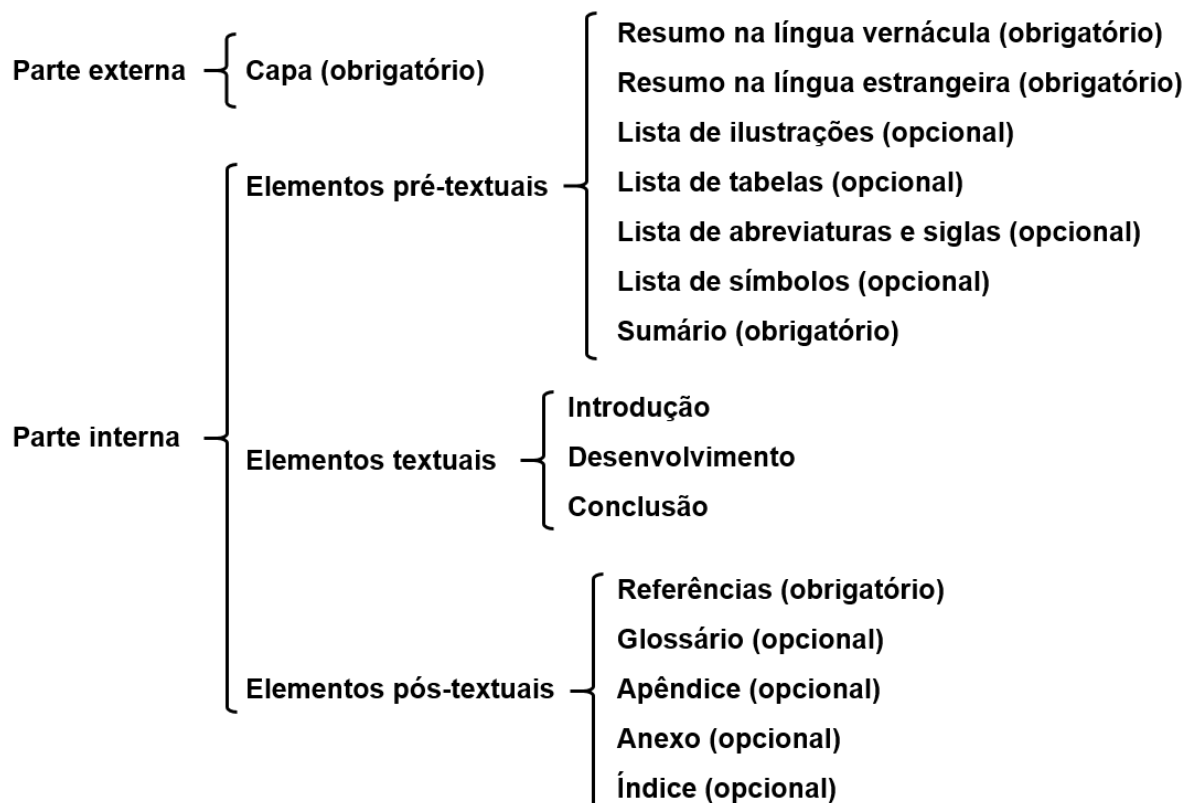 Parte externa
Capa (obrigatório)
Parte interna
Elementos pré-textuais
Resumo na língua vernácula (obrigatório)
Resumo na língua estrangeira (obrigatório)
Lista de ilustrações (opcional)
Lista de tabelas (opcional)
Lista de abreviaturas e siglas (opcional)
Lista de símbolos (opcional)
Sumário (obrigatório)
Elementos textuais
Introdução
Desenvolvimento
Conclusão
Elementos pós-textuais
Referências (obrigatório)
Glossário (opcional)
Apêndice (opcional)
Anexo (opcional)
Índice (opcional)